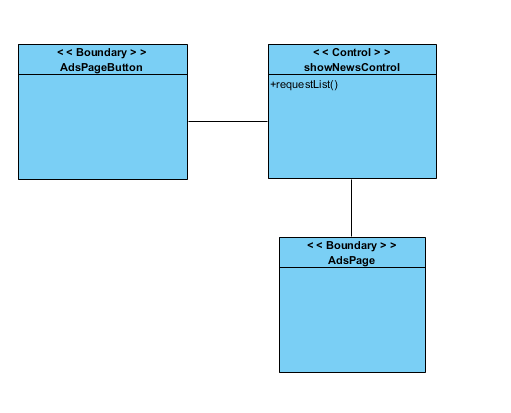 < < Boundary > >
AdsPageButton
< < Control > >
showNewsControl
+requestList()
< < Boundary > >
AdsPage